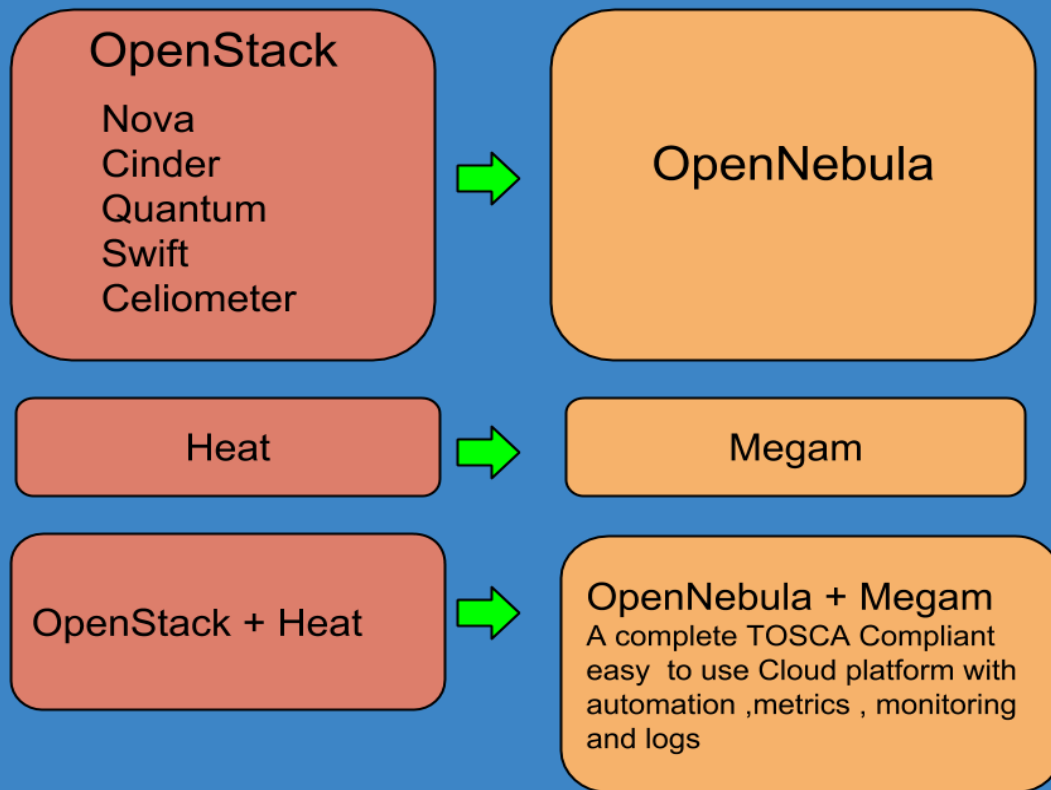 OpenStack
Nova
Cinder
Quantum
Swift
Celiometer
OpenNebula
Heat
Megam
OpenStack + Heat
OpenNebula + Megam
A complete TOSCA Compliant
easy to use Cloud platform with
automation ,metrics , monitoring
and logs